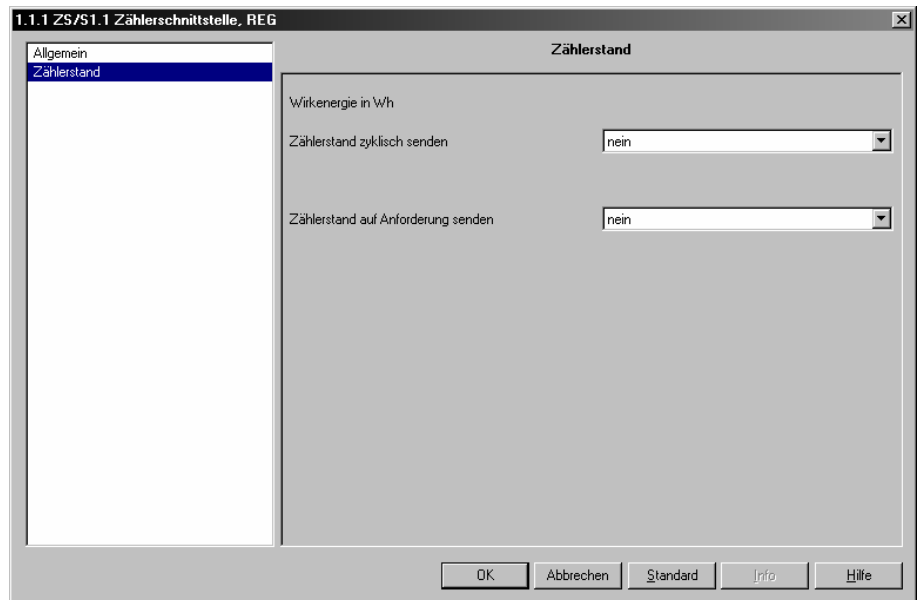 1.1.1 ZS/S1.1 Zählerschnittstelle, REG
Allgemein
Zählerstand
Zählerstand
Wirkenergie in Wh
Zählerstand zyklisch senden
nein
Zählerstand auf Anforderung senden
nein
OK
Abbrechen
Standard
Info
Hilfe